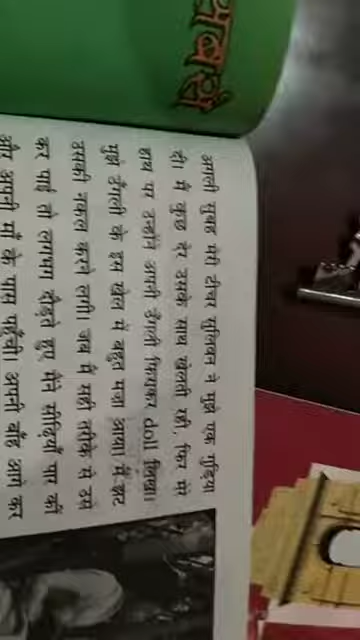 अगली सुबह मेरी टीचर सुलिवान ने मुझे एक गुड़िया
दी। मैं कुछ देर उसके साथ खेलती रही, फिर मेरे
हाथ पर उन्होंने अपनी उँगली फिराकर doll लिखा।
मुझे उँगली के इस खेल में बहुत मजा आया। मैं झट
उसकी नकल करने लगी। जब मैं सही तरीके से उसे
कर पाई तो लगभग दौड़ते हुए मैंने सीढ़ियाँ पार कीं
और अपनी माँ के पास पहुँची। अपनी बाँह आगे कर